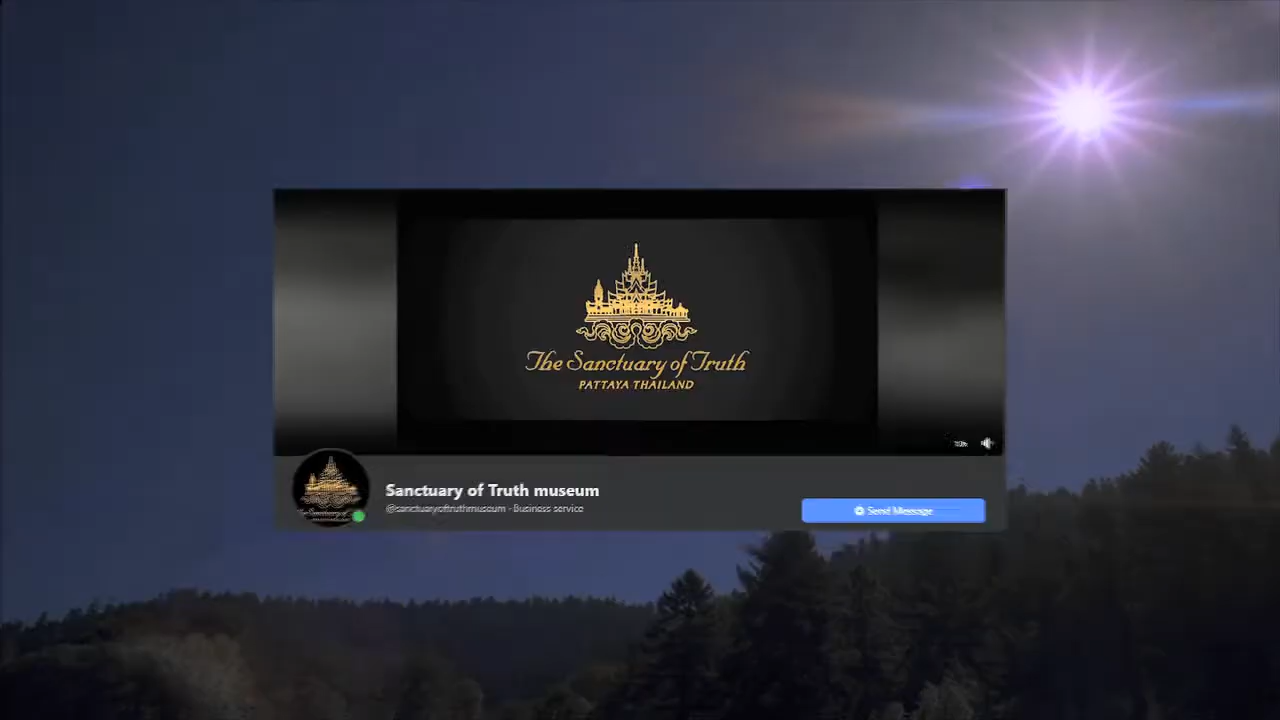 The Sanctuary of Truth
PATTAYA THAILAND
Sanctuary of Truth museum
@sanctuaryoftruthmuseum · Business service
Send Message